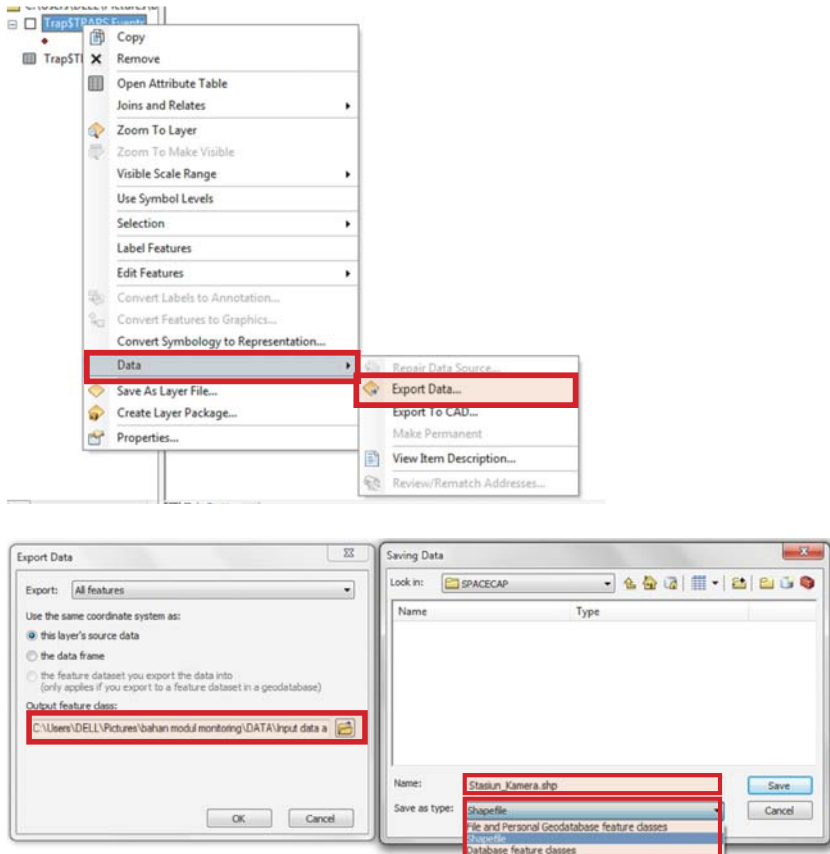 Trap$TRAPS Events
Copy
Remove
Open Attribute Table
Joins and Relates
Zoom To Layer
Zoom To Make Visible
Visible Scale Range
Use Symbol Levels
Selection
Label Features
Edit Features
Convert Labels to Annotation...
Convert Features to Graphics...
Convert Symbology to Representation...
Data
Save As Layer File...
Create Layer Package...
Properties...
Repair Data Source...
Export Data...
Export To CAD...
Make Permanent
View Item Description...
Review/Rematch Addresses...
Export Data
Export: All features
Use the same coordinate system as:
this layer's source data
the data frame
the feature dataset you export the data into
(only applies if you export to a feature dataset in a geodatabase)
Output feature class:
C:\Users\DELL\Pictures\bahan modul monitoring\DATA\Input data a
OK Cancel
Saving Data
Look in: SPACECAP
Name Type
Name: Stasiun_Kamera.shp Save
Save as type: Shapefile Cancel
File and Personal Geodatabase feature classes
Shapefile
Database feature classes